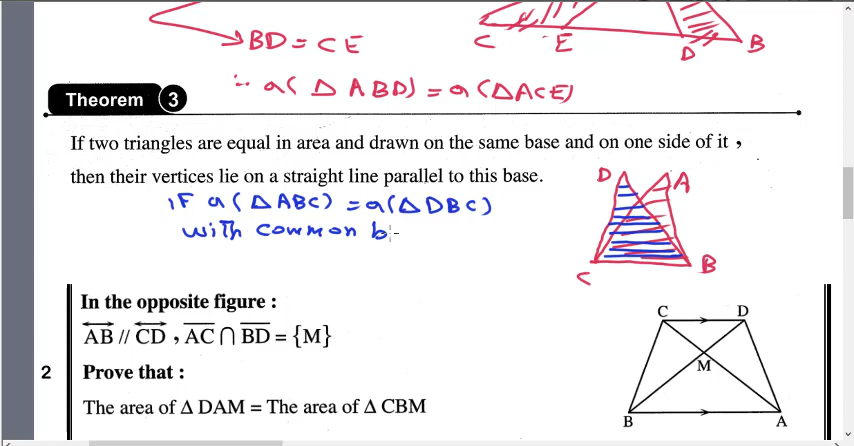 BD = CE
C E D B
∴ a(Δ ABD) = a(ΔACE)
Theorem 3
If two triangles are equal in area and drawn on the same base and on one side of it ,
then their vertices lie on a straight line parallel to this base.
D A
IF a(ΔABC) = a(ΔDBC)
with common b
C B
In the opposite figure :
AB // CD , AC ∩ BD = {M}
2 Prove that :
The area of Δ DAM = The area of Δ CBM
C D
M
B A